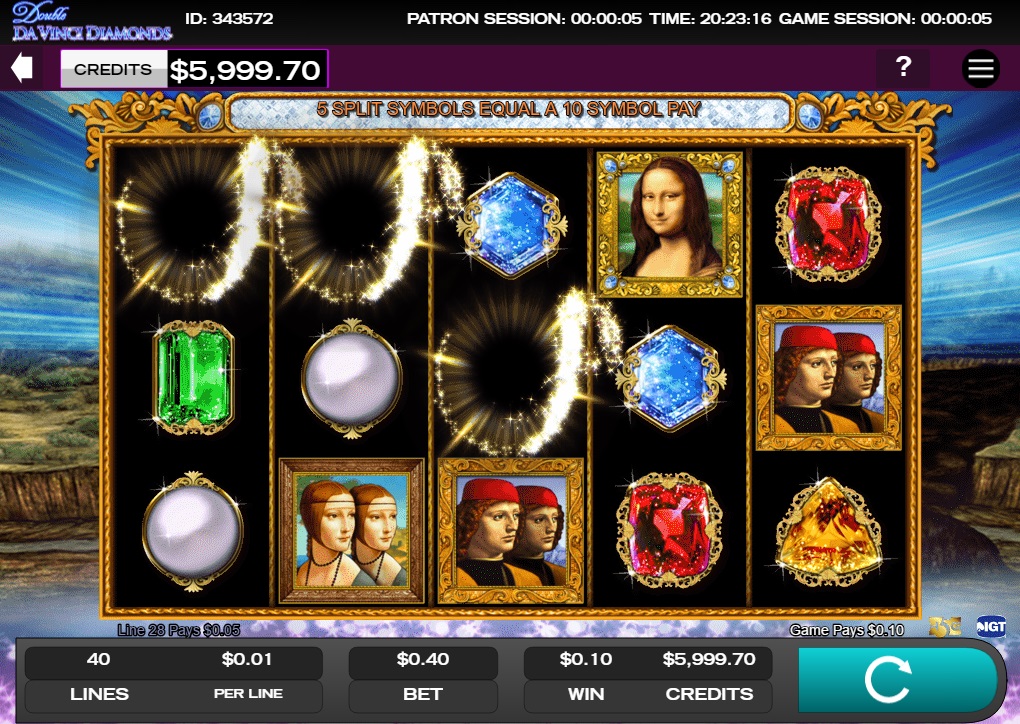 Double
DA VINCI DIAMONDS
ID: 343572
PATRON SESSION: 00:00:05 TIME: 20:23:16 GAME SESSION: 00:00:05
CREDITS $5,999.70
?
5 SPLIT SYMBOLS EQUAL A 10 SYMBOL PAY
Line 28 Pays $0.05
Game Pays $0.10
IGT
40 $0.01 $0.40 $0.10 $5,999.70
LINES PER LINE BET WIN CREDITS